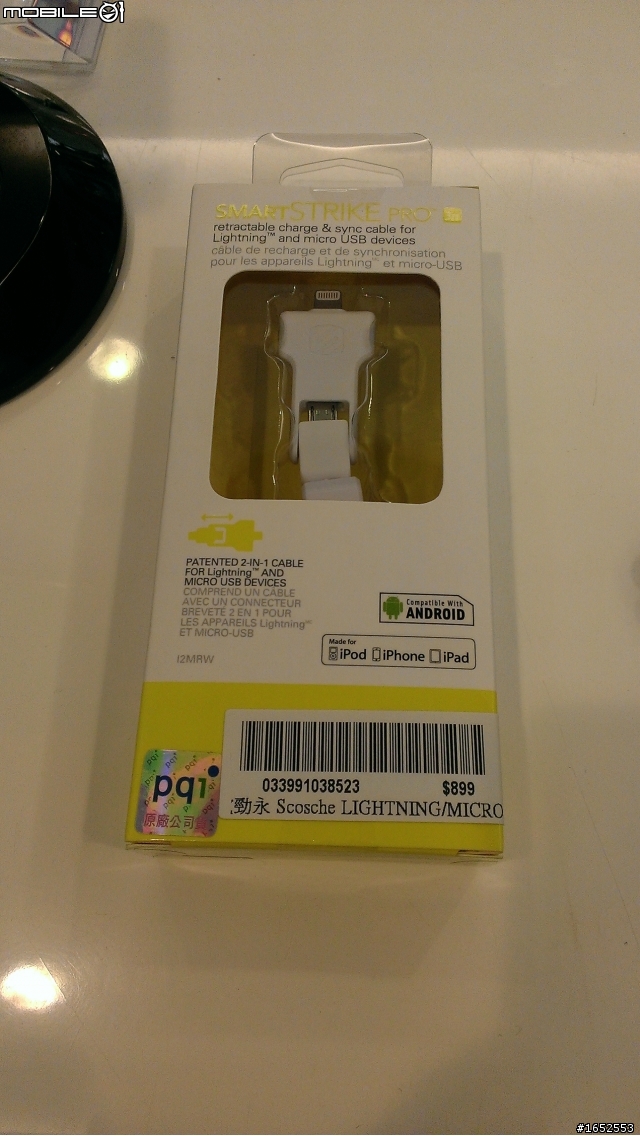 MOBILE01
SMARTSTRIKE PRO
retractable charge & sync cable for
Lightning™ and micro USB devices
câble de recharge et de synchronisation
pour les appareils Lightning™ et micro-USB
PATENTED 2-IN-1 CABLE
FOR Lightning™ AND
MICRO USB DEVICES
COMPREND UN CÂBLE
AVEC UN CONNECTEUR
BREVETÉ 2 EN 1 POUR
LES APPAREILS Lightning
ET MICRO-USB
I2MRW
Compatible With
ANDROID
Made for
iPod iPhone iPad
033991038523 $899
勁永 Scosche LIGHTNING/MICRO
pqi
pqi
原廠公司
#1652553